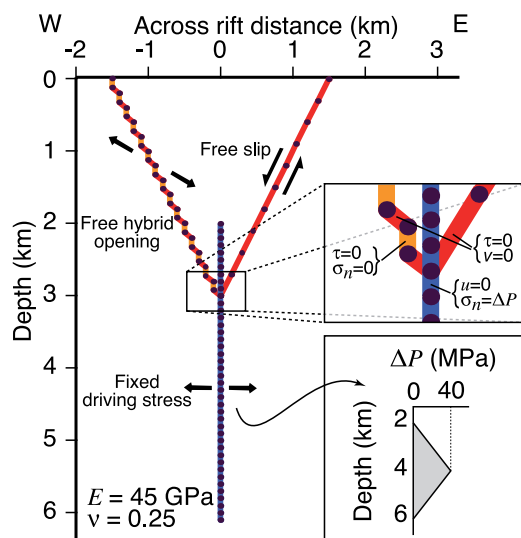 W Across rift distance (km) E
-2 -1 0 1 2 3
0
1
2
3
4
5
6
Depth (km)
Free slip
Free hybrid
opening
Fixed
driving stress
E = 45 GPa
ν = 0.25
τ=0
σn=0
τ=0
v=0
u=0
σn=ΔP
ΔP (MPa)
0 40
2
4
6
Depth (km)